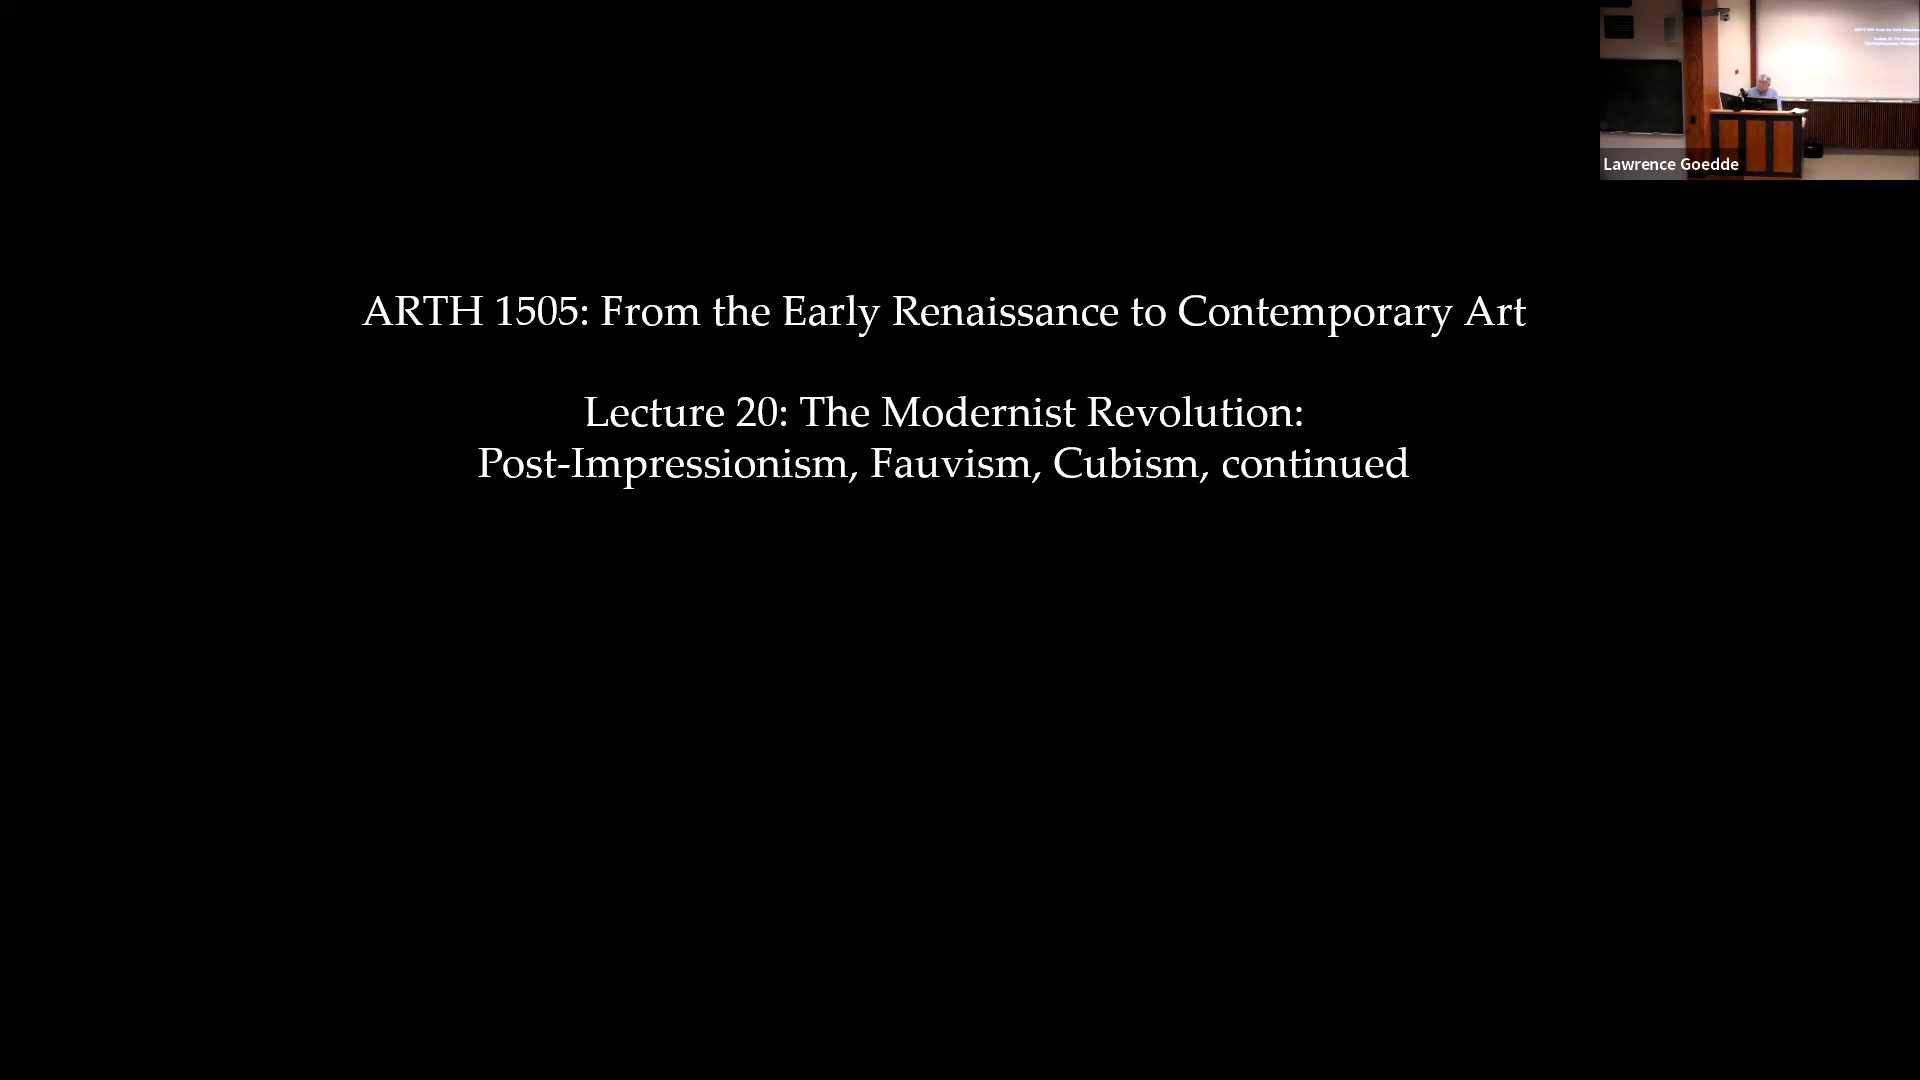 ARTH 1505: From the Early Renaissance to Contemporary Art
Lecture 20: The Modernist Revolution:
Post-Impressionism, Fauvism, Cubism, continued
Lawrence Goedde